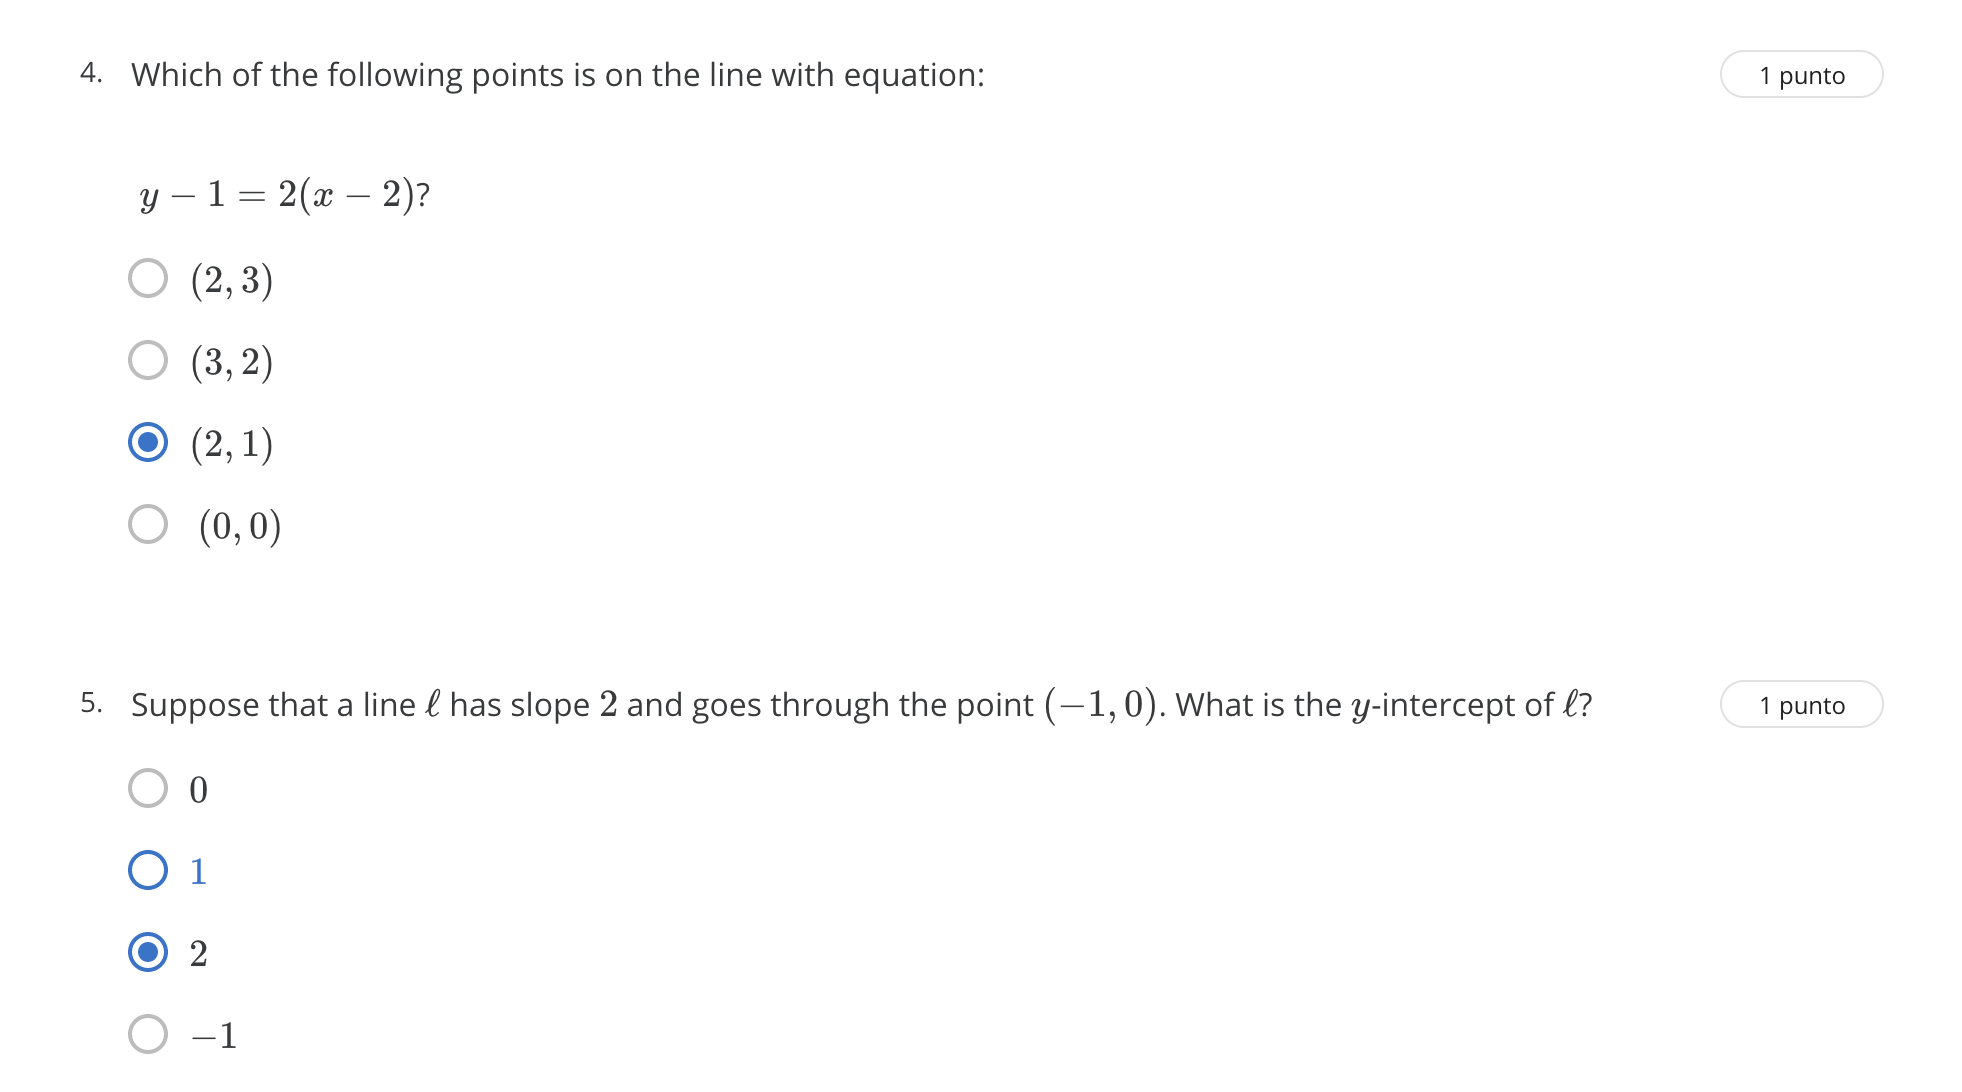 4. Which of the following points is on the line with equation: 1 punto
y − 1 = 2(x − 2)?
(2, 3)
(3, 2)
(2, 1)
(0, 0)
5. Suppose that a line ℓ has slope 2 and goes through the point (−1, 0). What is the y-intercept of ℓ? 1 punto
0
1
2
−1